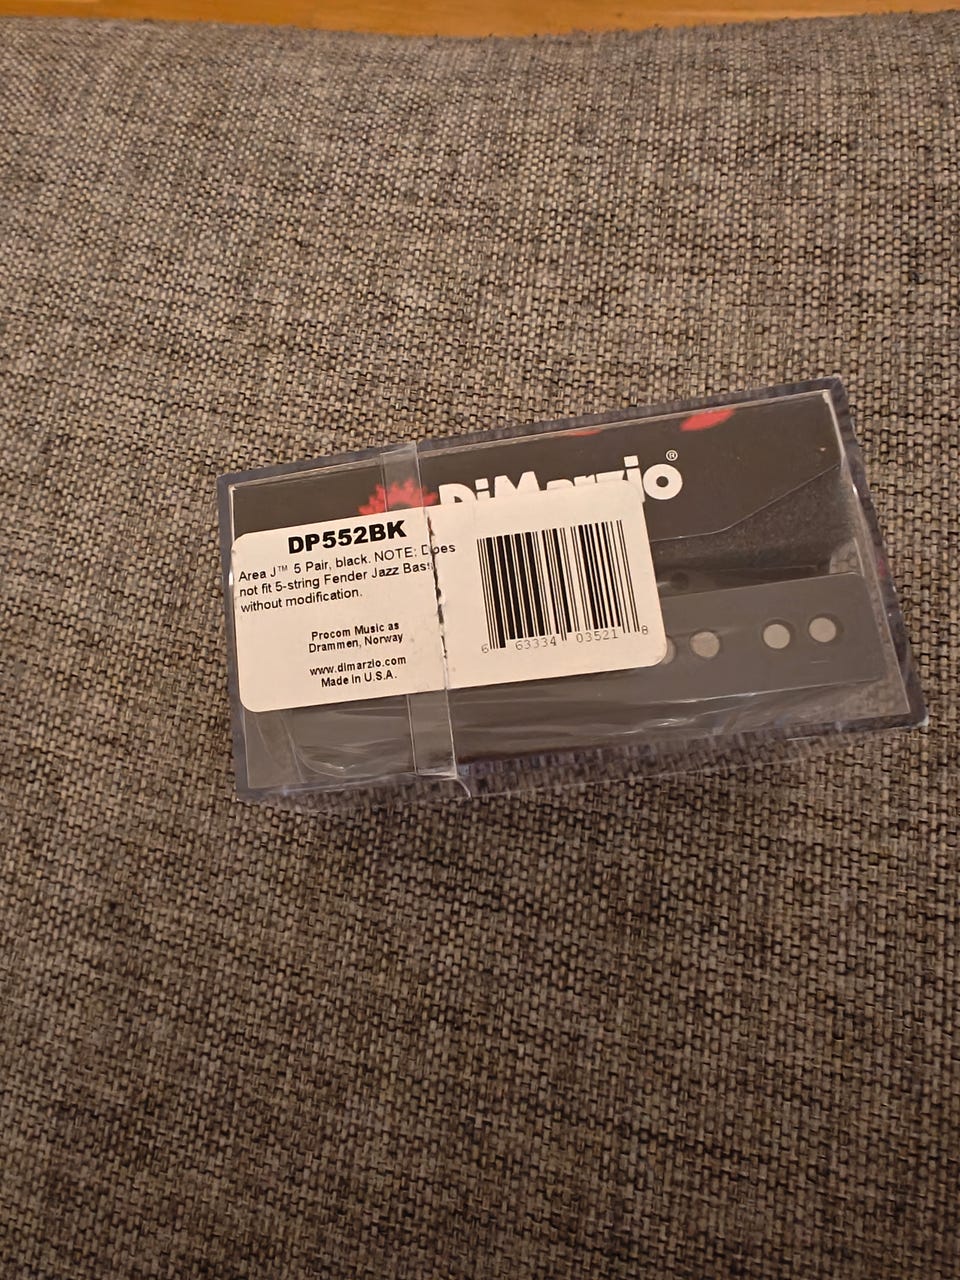 DiMarzio®
DP552BK
Area J™ 5 Pair, black. NOTE: Does
not fit 5-string Fender Jazz Bass
without modification.
Procom Music as
Drammen, Norway
www.dimarzio.com
Made in U.S.A.
6 63334 03521 8